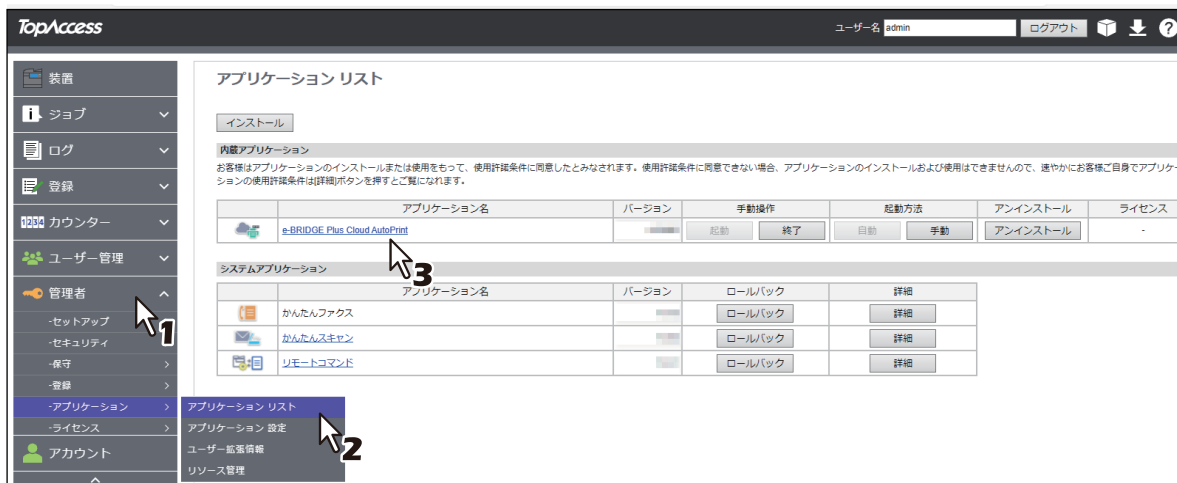 TopAccess
ユーザー名 admin ログアウト ?
装置
ジョブ
ログ
登録
1234 カウンター
ユーザー管理
管理者
1
-セットアップ
-セキュリティ
-保守
-登録
-アプリケーション
-ライセンス
アカウント
アプリケーション リスト
アプリケーション 設定
ユーザー拡張情報
リソース管理
2
アプリケーション リスト
インストール
内蔵アプリケーション
お客様はアプリケーションのインストールまたは使用をもって、使用許諾条件に同意したとみなされます。使用許諾条件に同意できない場合、アプリケーションのインストールおよび使用はできませんので、速やかにお客様ご自身でアプリケー
ションの使用許諾条件は[詳細]ボタンを押すとご覧になれます。
アプリケーション名 バージョン 手動操作 起動方法 アンインストール ライセンス
e-BRIDGE Plus Cloud AutoPrint 起動 終了 自動 手動 アンインストール -
3
システムアプリケーション
アプリケーション名 バージョン ロールバック 詳細
かんたんファクス ロールバック 詳細
かんたんスキャン ロールバック 詳細
リモートコマンド ロールバック 詳細